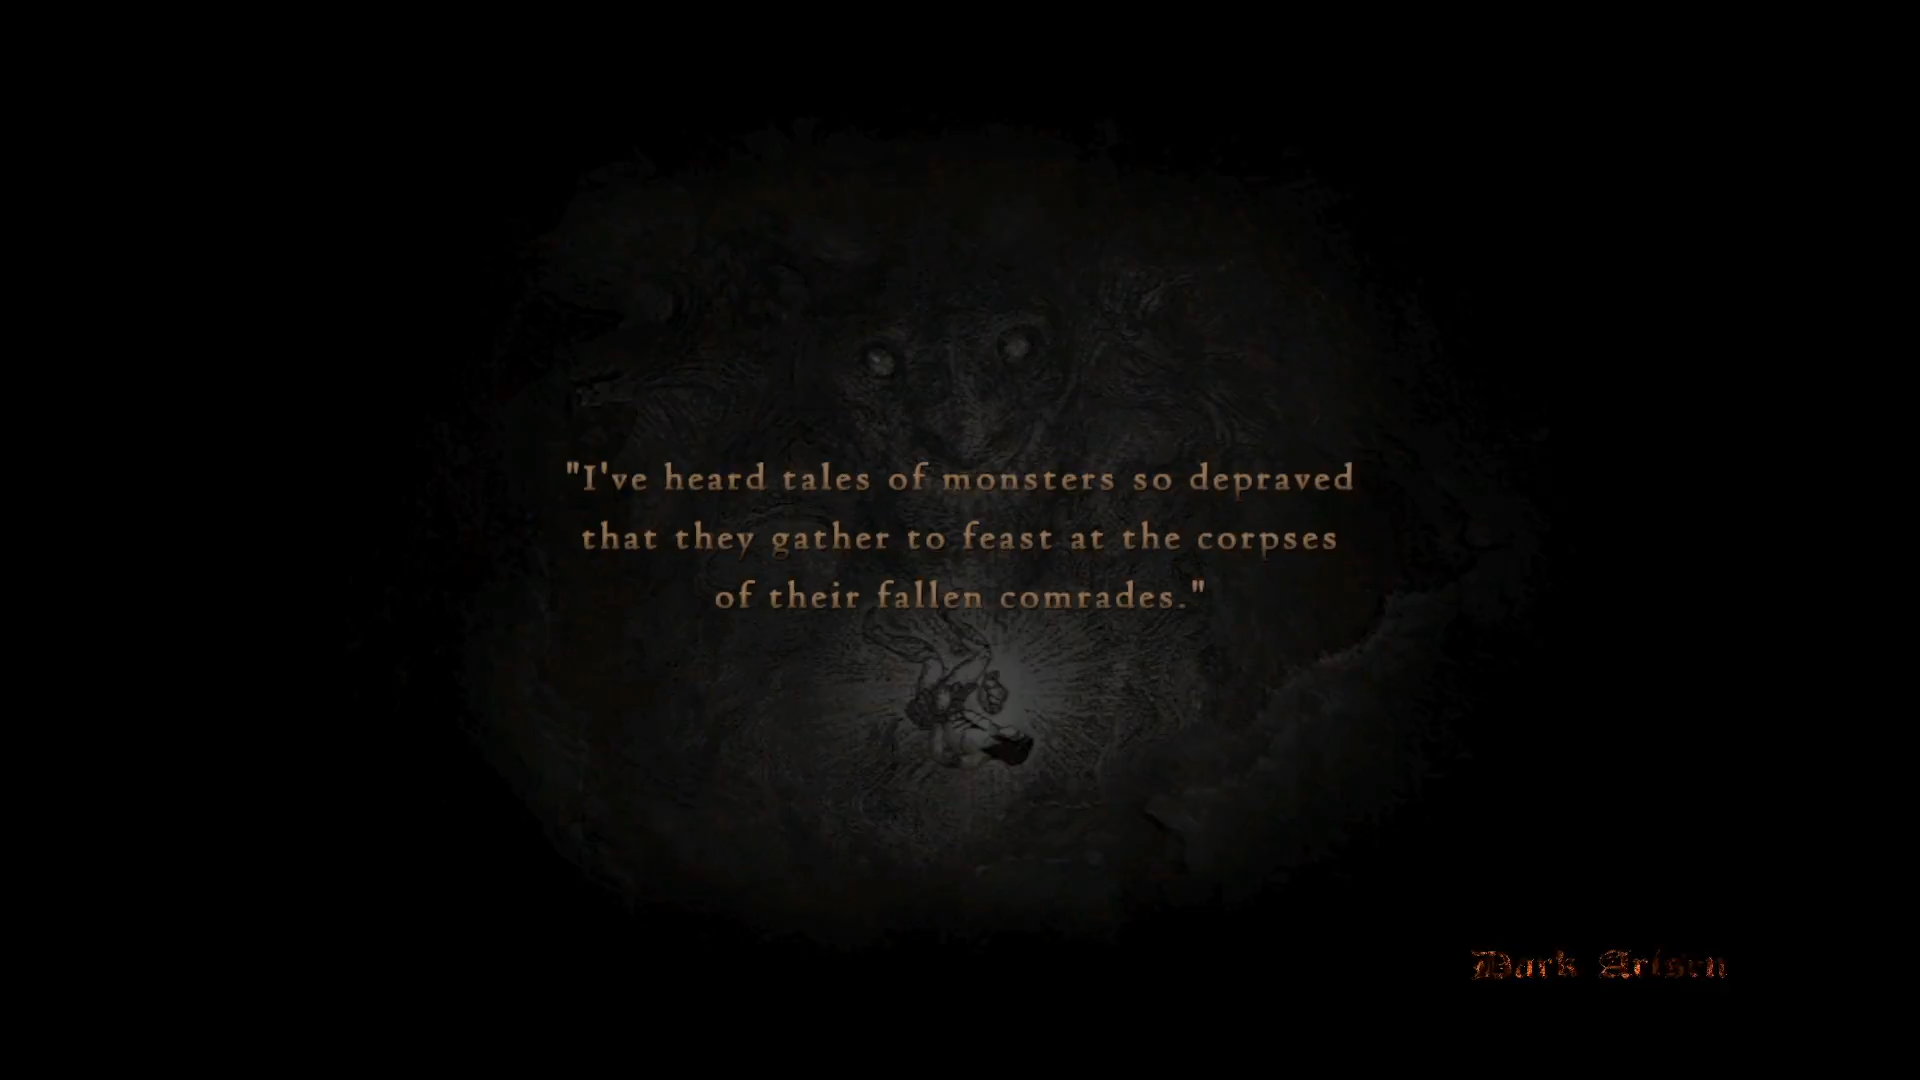 "I've heard tales of monsters so depraved
that they gather to feast at the corpses
of their fallen comrades."
Dark Arisen